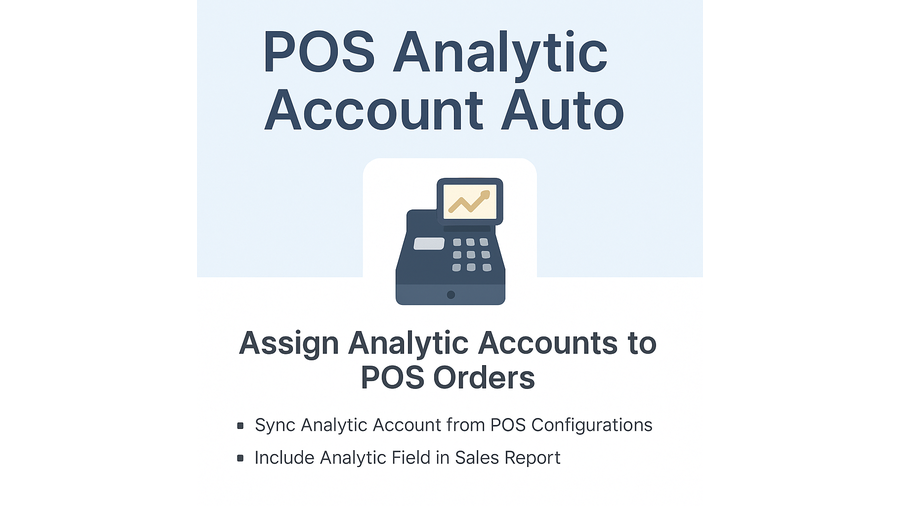 POS Analytic
Account Auto
Assign Analytic Accounts to
POS Orders
▪ Sync Analytic Account from POS Configurations
▪ Include Analytic Field in Sales Report